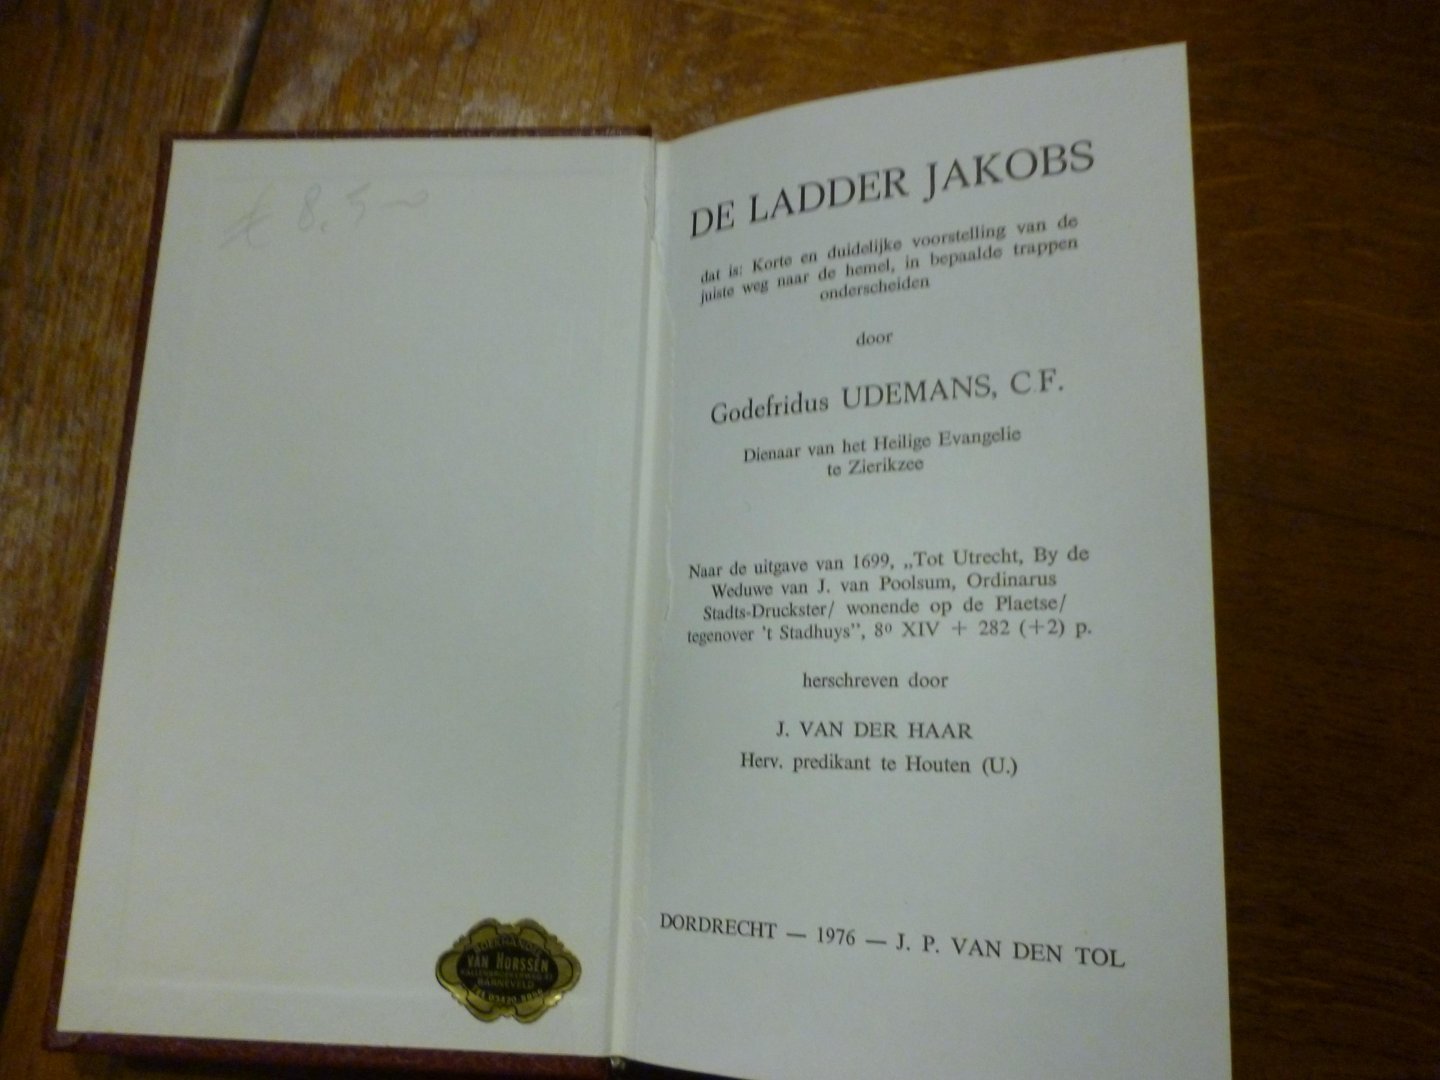 8.5
BOEKHANDEL
VAN HORSSEN
BARNEVELD
DE LADDER JAKOBS
dat is: Korte en duidelijke voorstelling van de
juiste weg naar de hemel, in bepaalde trappen
onderscheiden
door
Godefridus UDEMANS, C F.
Dienaar van het Heilige Evangelie
te Zierikzee
Naar de uitgave van 1699, „Tot Utrecht, By de
Weduwe van J. van Poolsum, Ordinarus
Stadts-Druckster/ wonende op de Plaetse/
tegenover 't Stadhuys”, 8º XIV + 282 (+2) p.
herschreven door
J. VAN DER HAAR
Herv. predikant te Houten (U.)
DORDRECHT — 1976 — J. P. VAN DEN TOL